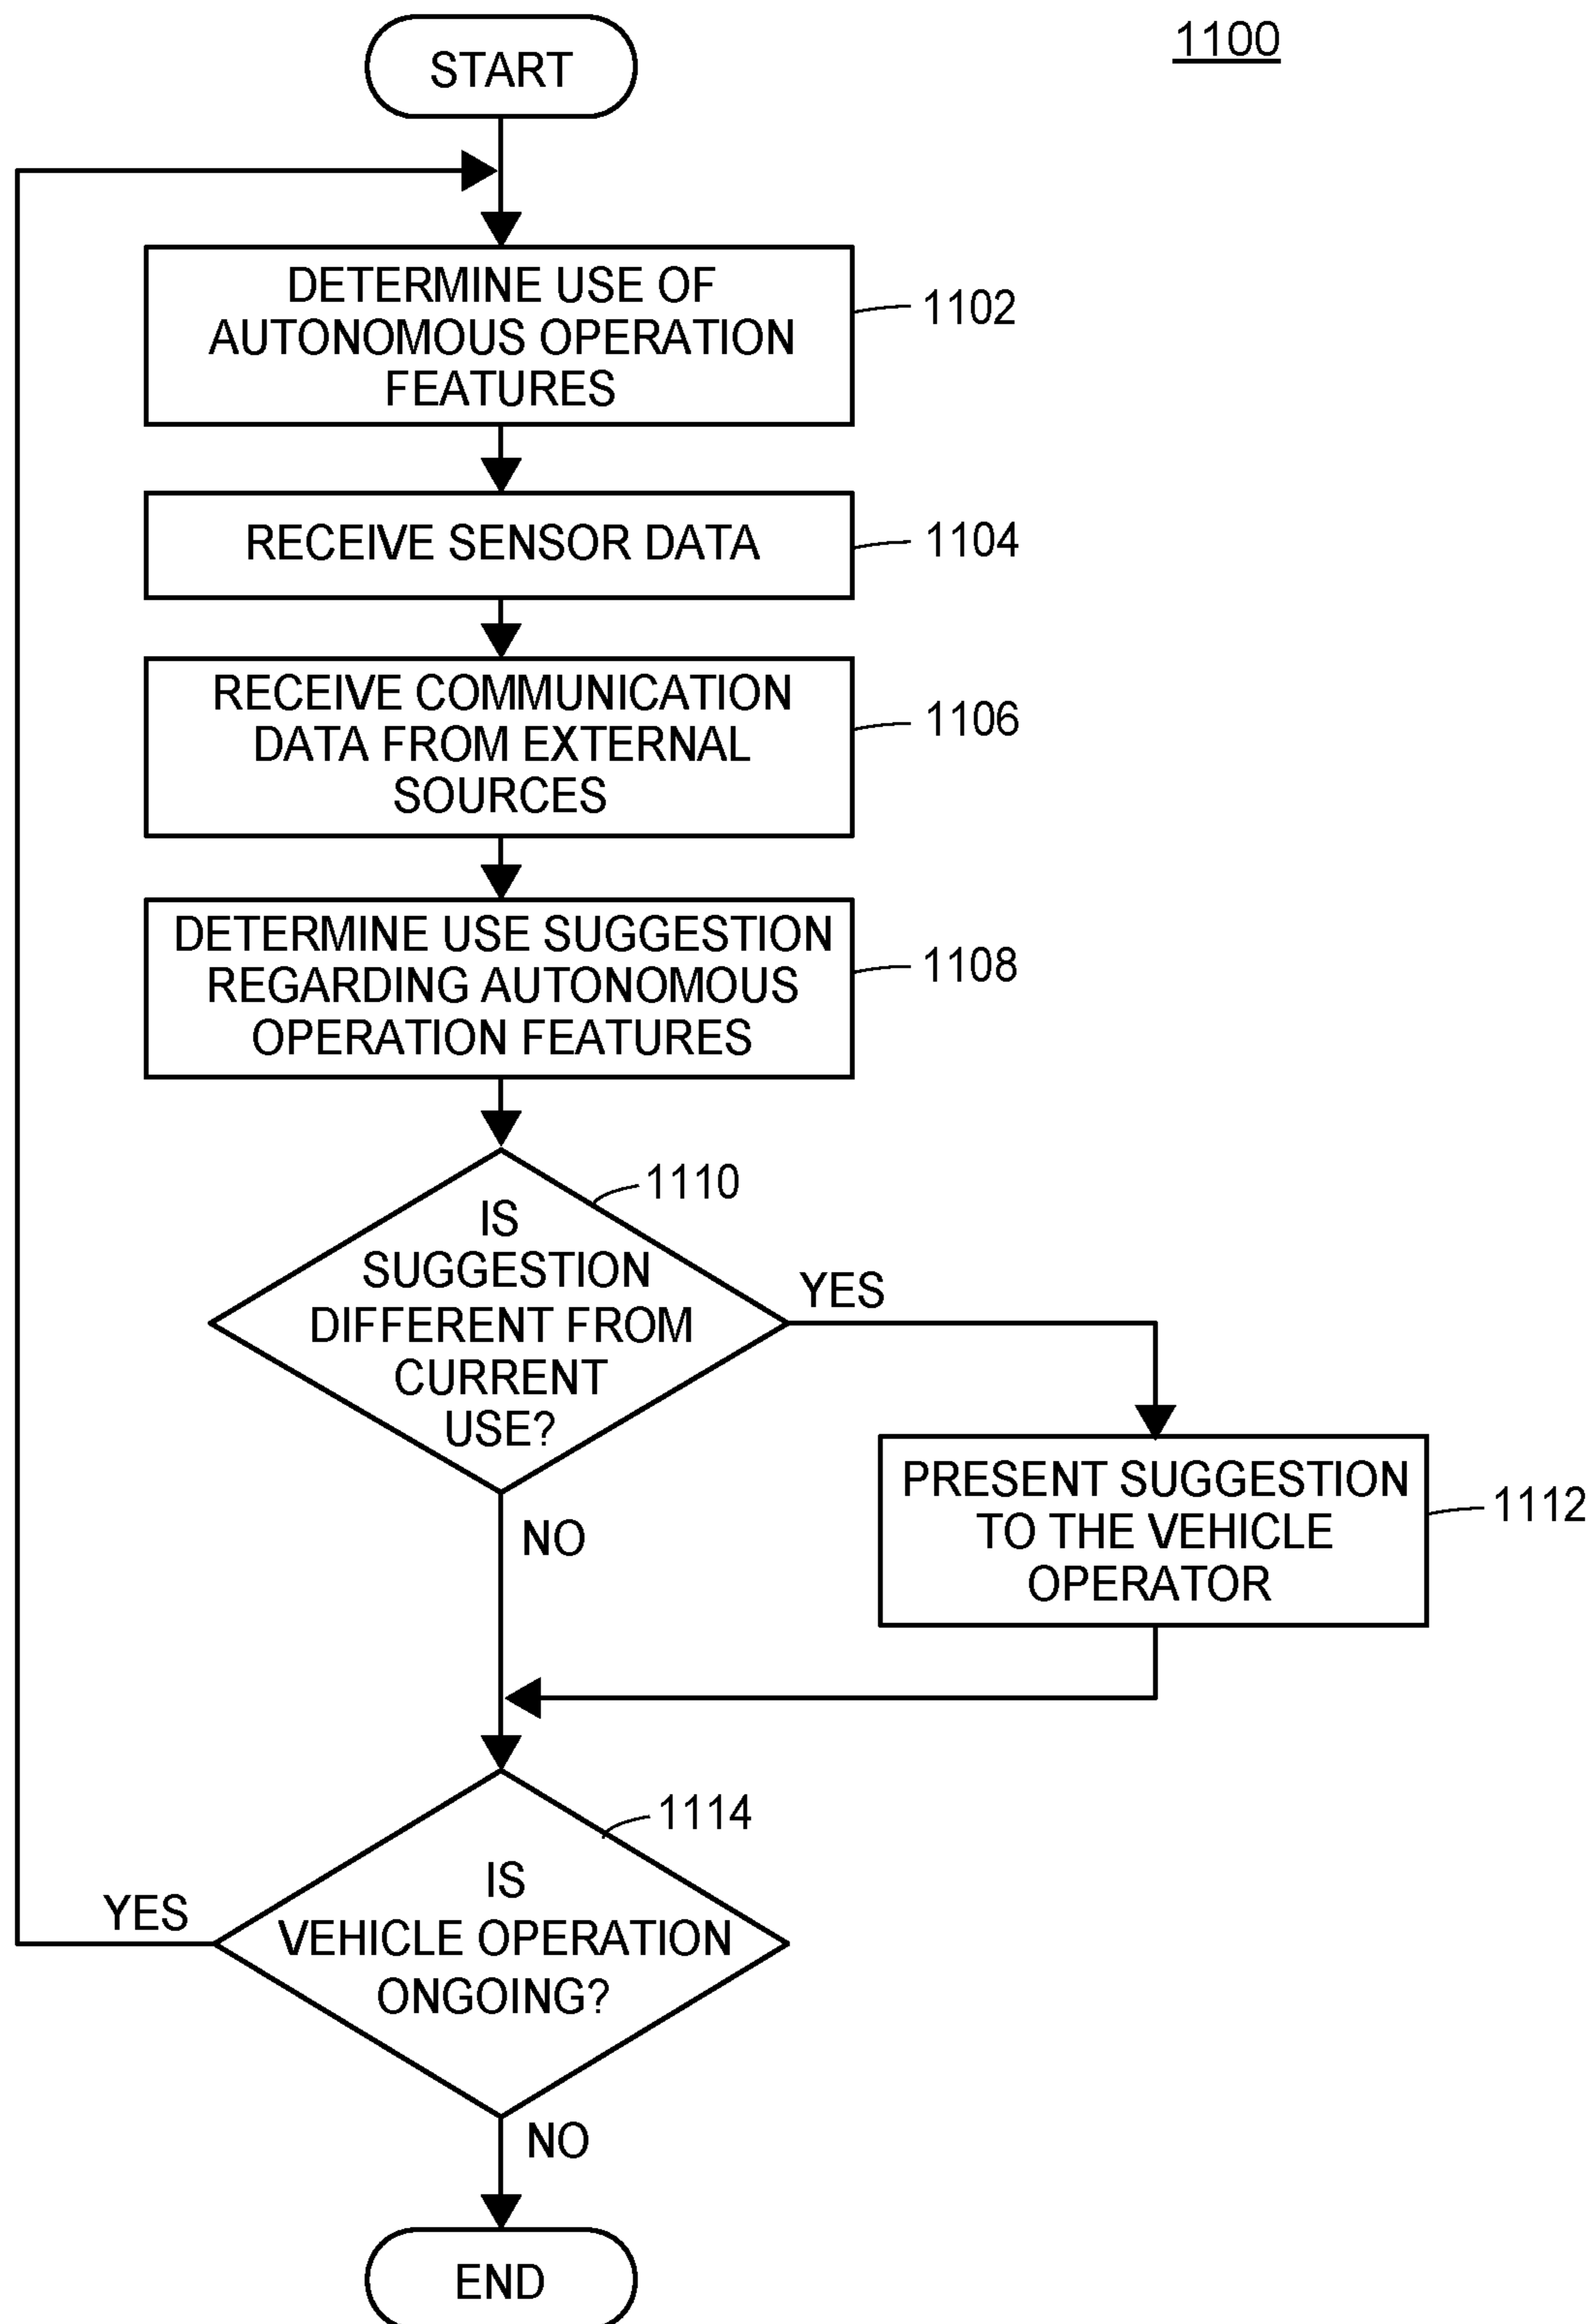 1100
START
DETERMINE USE OF
AUTONOMOUS OPERATION
FEATURES
1102
RECEIVE SENSOR DATA
1104
RECEIVE COMMUNICATION
DATA FROM EXTERNAL
SOURCES
1106
DETERMINE USE SUGGESTION
REGARDING AUTONOMOUS
OPERATION FEATURES
1108
1110
IS
SUGGESTION
DIFFERENT FROM
CURRENT
USE?
YES
NO
PRESENT SUGGESTION
TO THE VEHICLE
OPERATOR
1112
1114
IS
VEHICLE OPERATION
ONGOING?
YES
NO
END